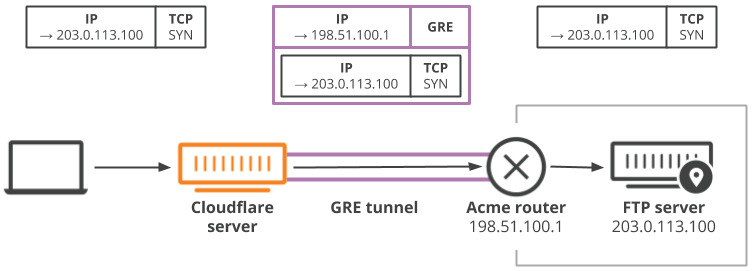 IP TCP
→ 203.0.113.100 SYN
IP GRE
→ 198.51.100.1
IP TCP
→ 203.0.113.100 SYN
IP TCP
→ 203.0.113.100 SYN
Cloudflare
server
GRE tunnel
Acme router
198.51.100.1
FTP server
203.0.113.100